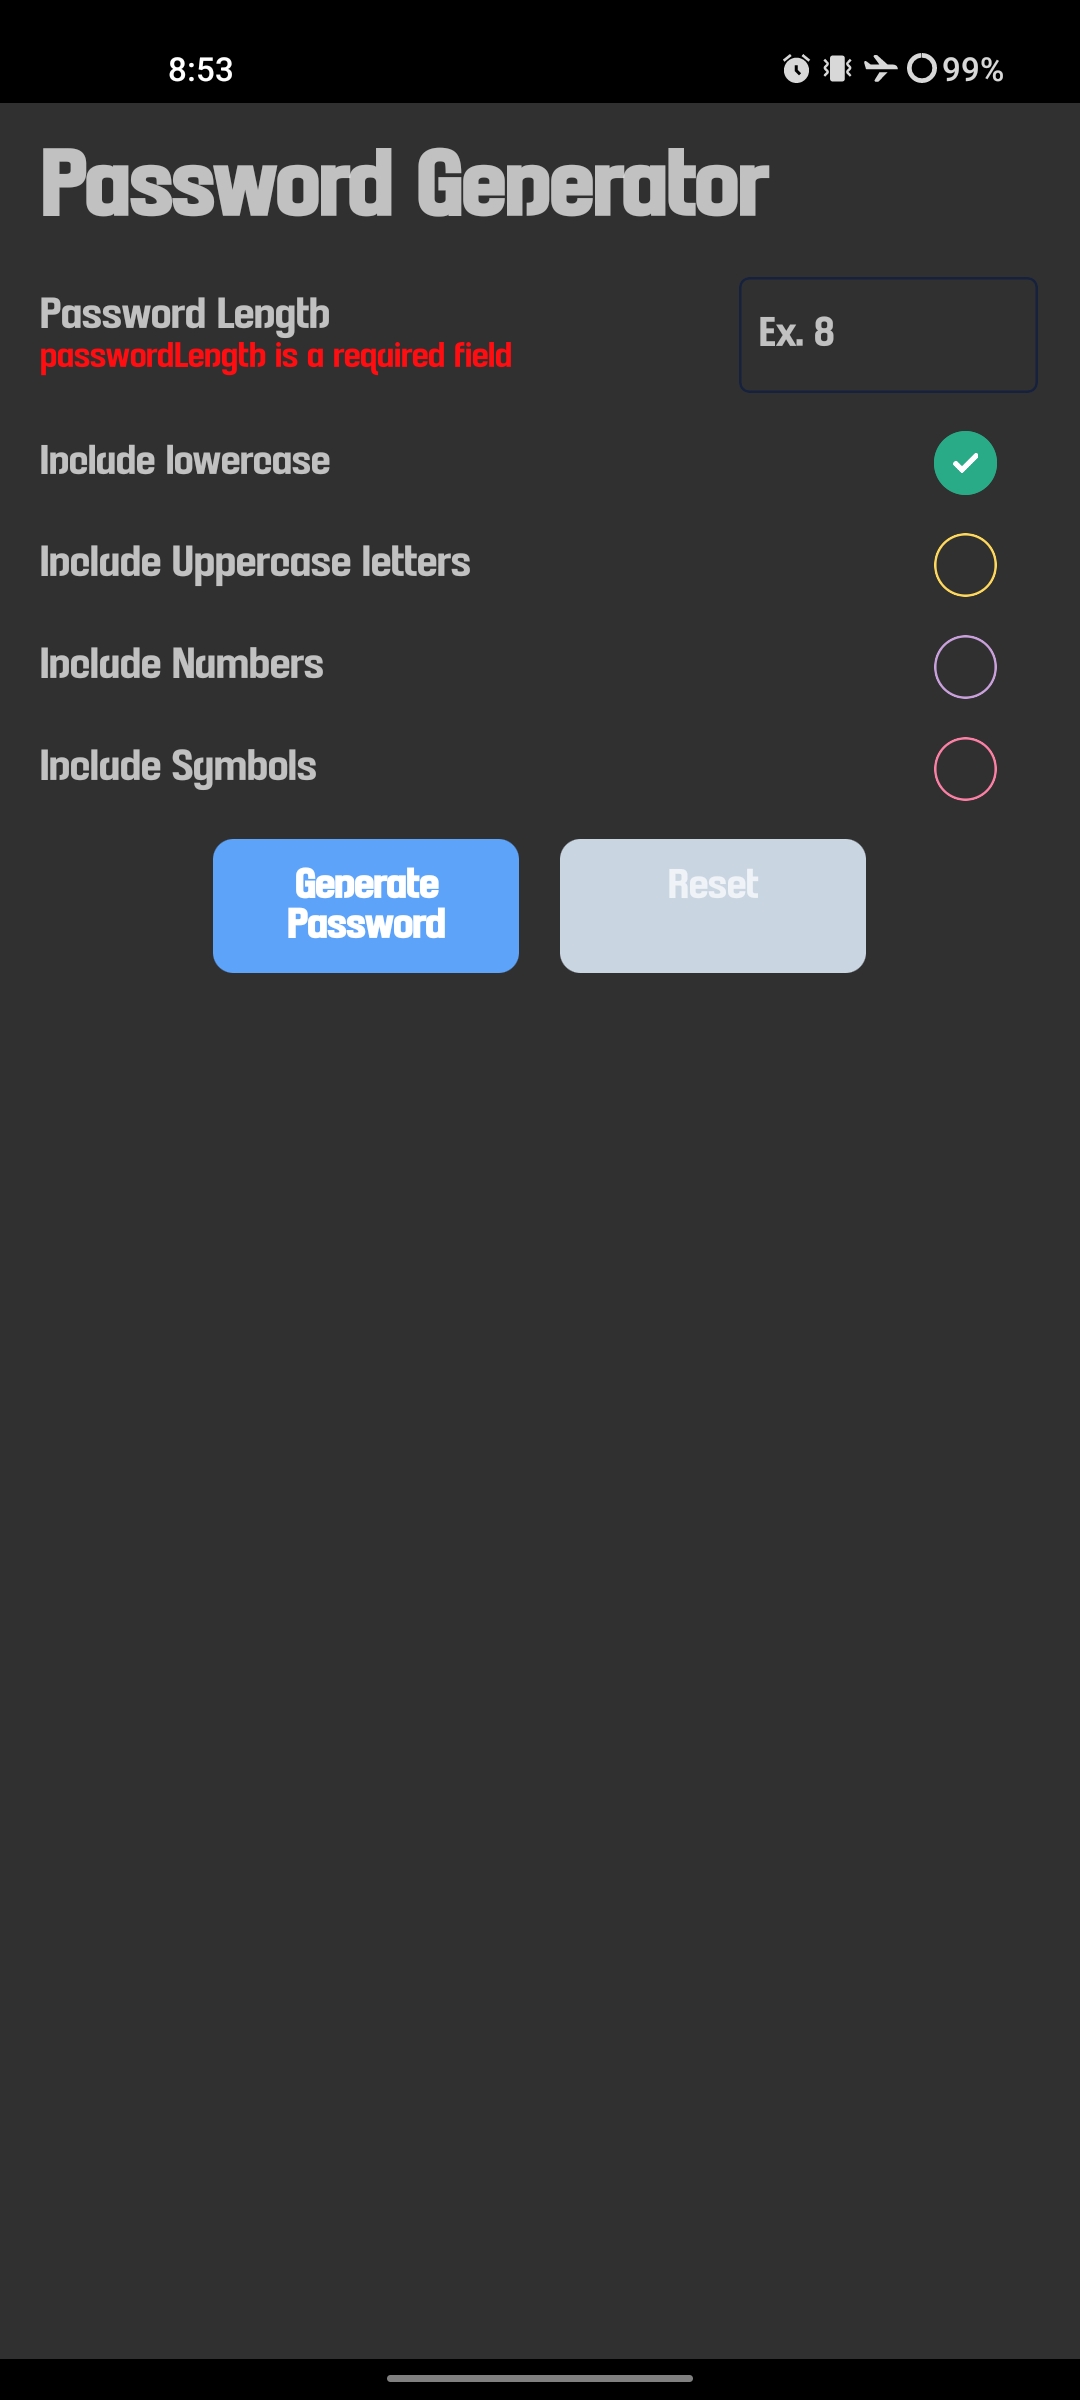 8:53
99%
Password Generator
Password Length
passwordLength is a required field
Ex. 8
Include lowercase
Include Uppercase letters
Include Numbers
Include Symbols
Generate
Password
Reset